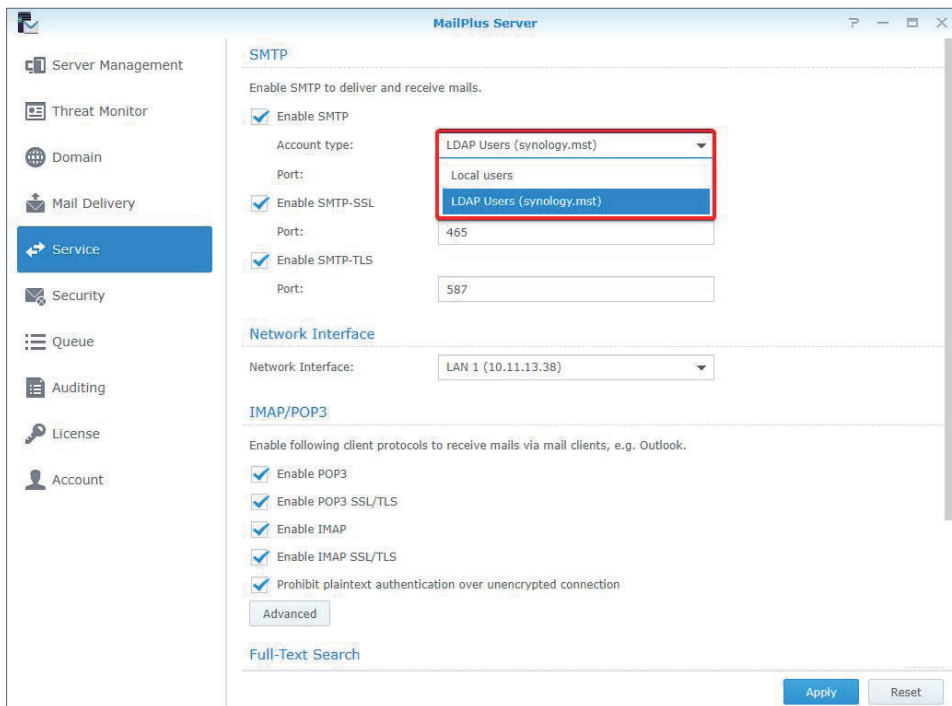 MailPlus Server
Server Management
Threat Monitor
Domain
Mail Delivery
Service
Security
Queue
Auditing
License
Account
SMTP
Enable SMTP to deliver and receive mails.
Enable SMTP
Account type: LDAP Users (synology.mst)
Port: Local users
Enable SMTP-SSL LDAP Users (synology.mst)
Port: 465
Enable SMTP-TLS
Port: 587
Network Interface
Network Interface: LAN 1 (10.11.13.38)
IMAP/POP3
Enable following client protocols to receive mails via mail clients, e.g. Outlook.
Enable POP3
Enable POP3 SSL/TLS
Enable IMAP
Enable IMAP SSL/TLS
Prohibit plaintext authentication over unencrypted connection
Advanced
Full-Text Search
Apply Reset